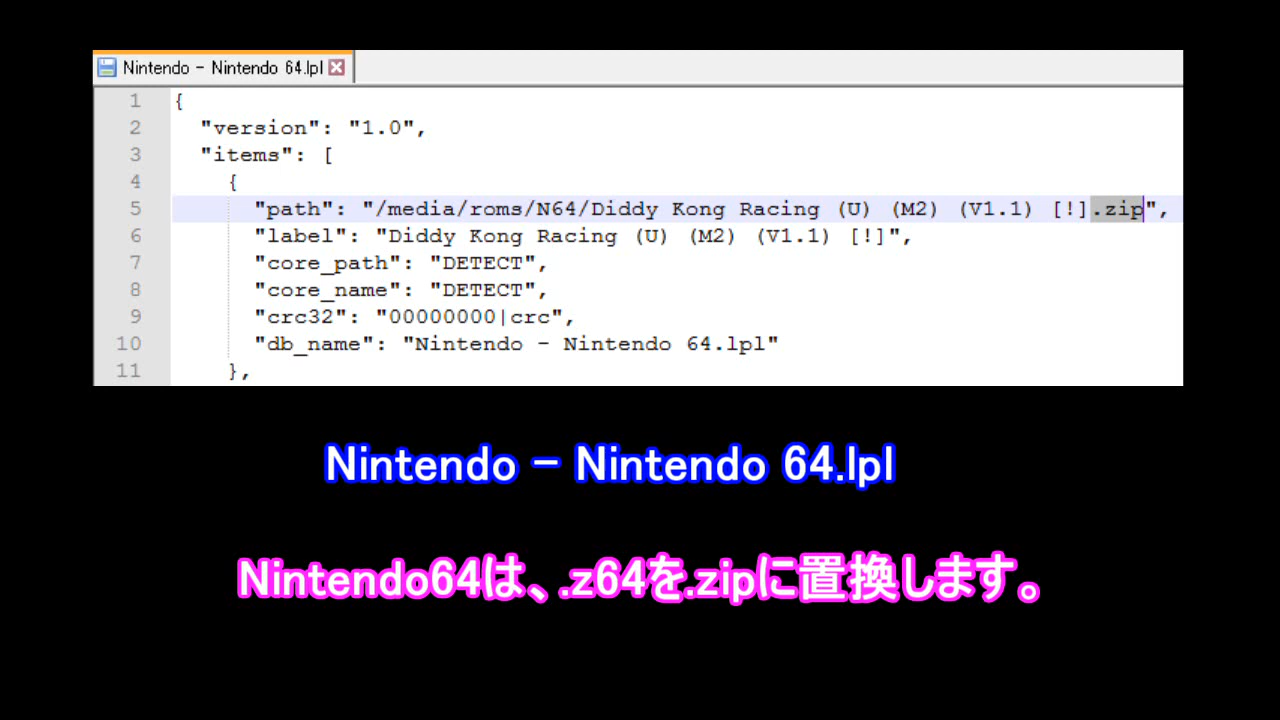 Nintendo - Nintendo 64.lpl
1 {
2 "version": "1.0",
3 "items": [
4 {
5 "path": "/media/roms/N64/Diddy Kong Racing (U) (M2) (V1.1) [!].zip",
6 "label": "Diddy Kong Racing (U) (M2) (V1.1) [!]",
7 "core_path": "DETECT",
8 "core_name": "DETECT",
9 "crc32": "00000000|crc",
10 "db_name": "Nintendo - Nintendo 64.lpl"
11 },
Nintendo - Nintendo 64.lpl
Nintendo64は、.z64を.zipに置換します。